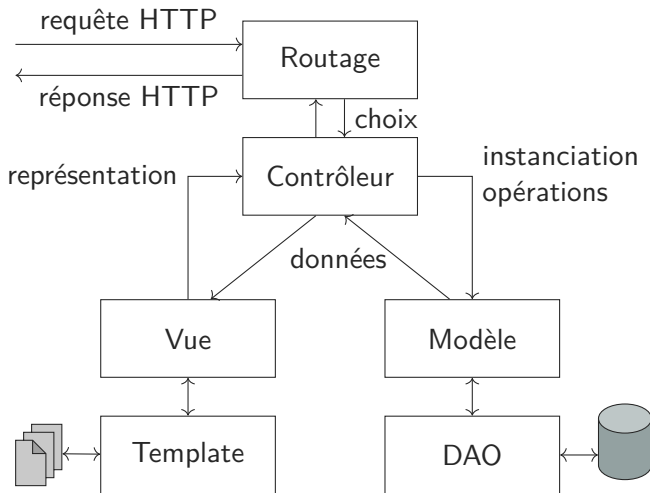 requête HTTP
Routage
réponse HTTP
choix
représentation
Contrôleur
instanciation
opérations
données
Vue
Modèle
Template
DAO